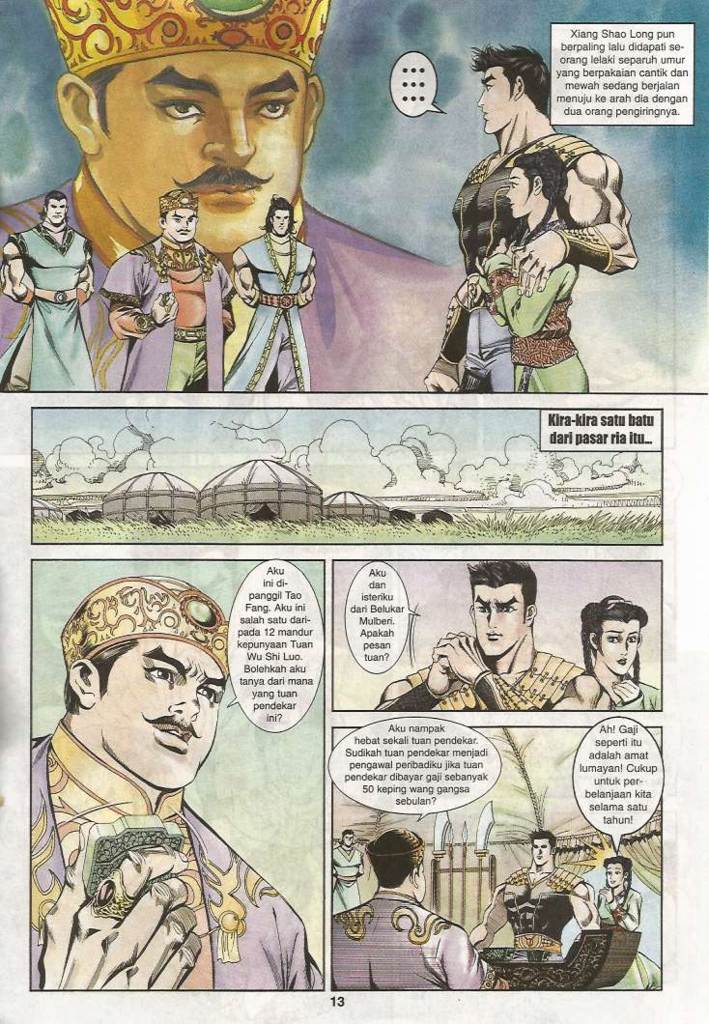 Xiang Shao Long pun
berpaling lalu didapati se-
orang lelaki separuh umur
yang berpakaian cantik dan
mewah sedang berjaian
menuju ke arah dia dengan
dua orang pengiringnya.
Kira-kira satu batu
dari pasar ria itu...
Aku
ini di-
panggil Tao
Fang. Aku ini
salah satu dari-
pada 12 mandur
kepunyaan Tuan
Wu Shi Luo.
Bolehkah aku
tanya dari mana
yang tuan
pendekar
ini?
Aku
dan
isteriku
dari Belukar
Mulberi.
Apakah
pesan
tuan?
Aku nampak
hebat sekali tuan pendekar.
Sudikah tuan pendekar menjadi
pengawal peribadiku jika tuan
pendekar dibayar gaji sebanyak
50 keping wang gangsa
sebulan?
Ah! Gaji
seperti itu
adalah amat
lumayan! Cukup
untuk per-
belanjaan kita
selama satu
tahun!
13